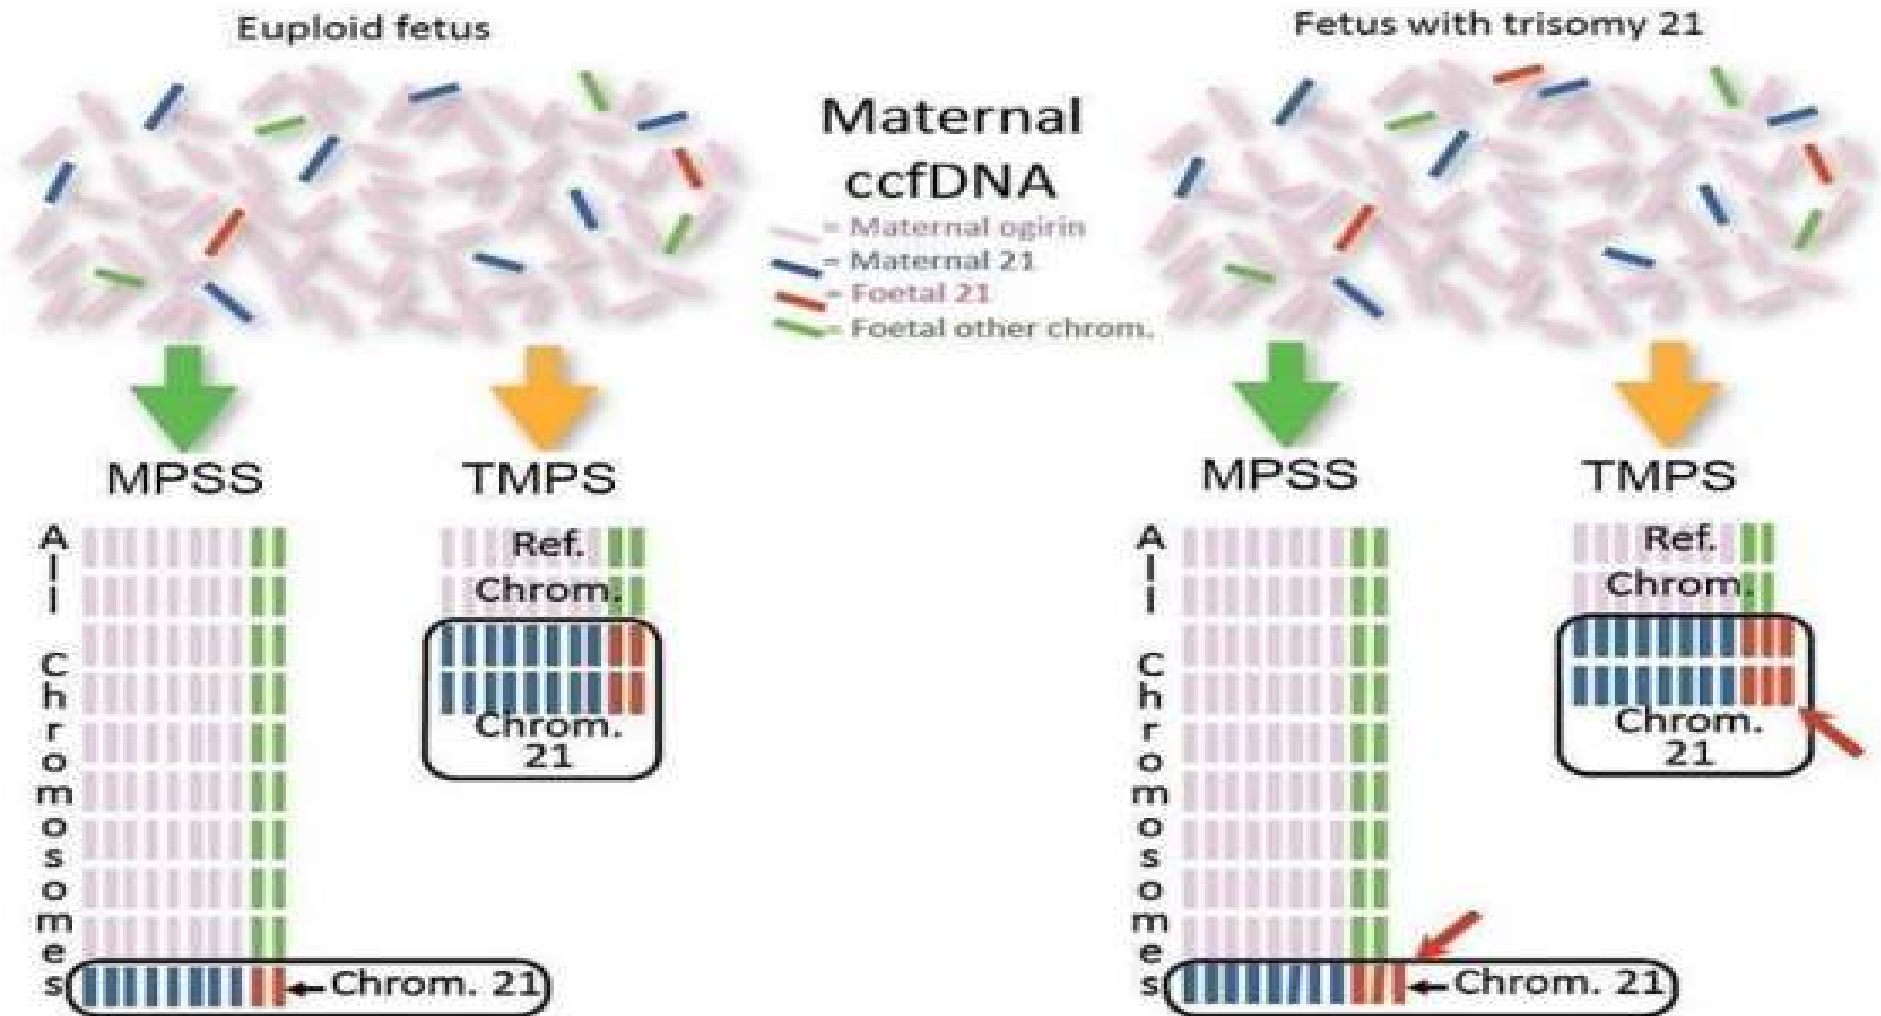 Euploid fetus
Fetus with trisomy 21
Maternal
ccfDNA
= Maternal ogirin
= Maternal 21
= Foetal 21
= Foetal other chrom.
MPSS
TMPS
MPSS
TMPS
All Chromosomes
Ref.
Chrom.
Chrom.
21
Chrom. 21
All Chromosomes
Ref.
Chrom.
Chrom.
21
Chrom. 21